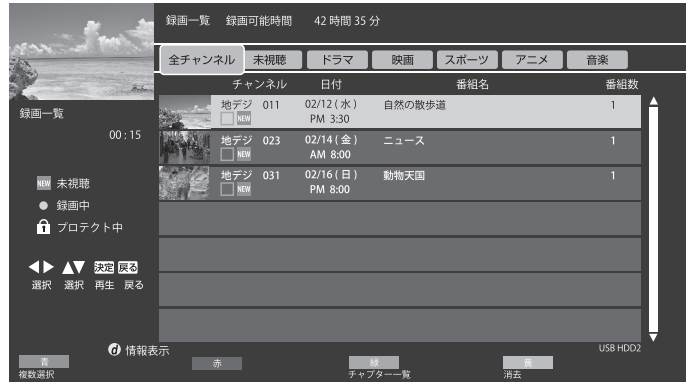 録画一覧 録画可能時間 42 時間 35 分
全チャンネル 未視聴 ドラマ 映画 スポーツ アニメ 音楽
チャンネル 日付 番組名 番組数
地デジ 011 02/12 ( 水 ) 自然の散歩道 1
NEW PM 3:30
地デジ 023 02/14 ( 金 ) ニュース 1
NEW AM 8:00
地デジ 031 02/16 ( 日 ) 動物天国 1
NEW PM 8:00
録画一覧
00 : 15
NEW 未視聴
録画中
プロテクト中
決定 戻る
選択 選択 再生 戻る
d 情報表示
USB HDD2
青 赤 緑 黄
複数選択 チャプター一覧 消去